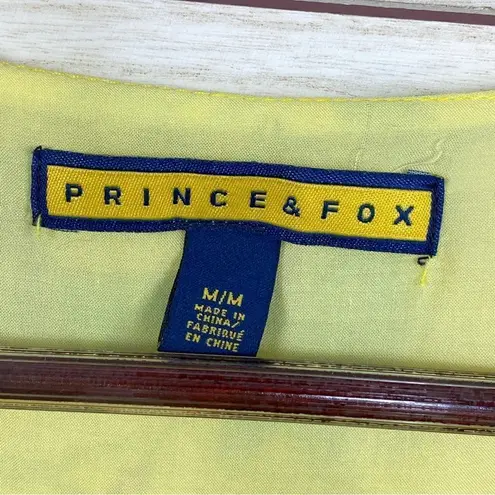 PRINCE & FOX
M/M
MADE IN
CHINA/
FABRIQUÉ
EN CHINE